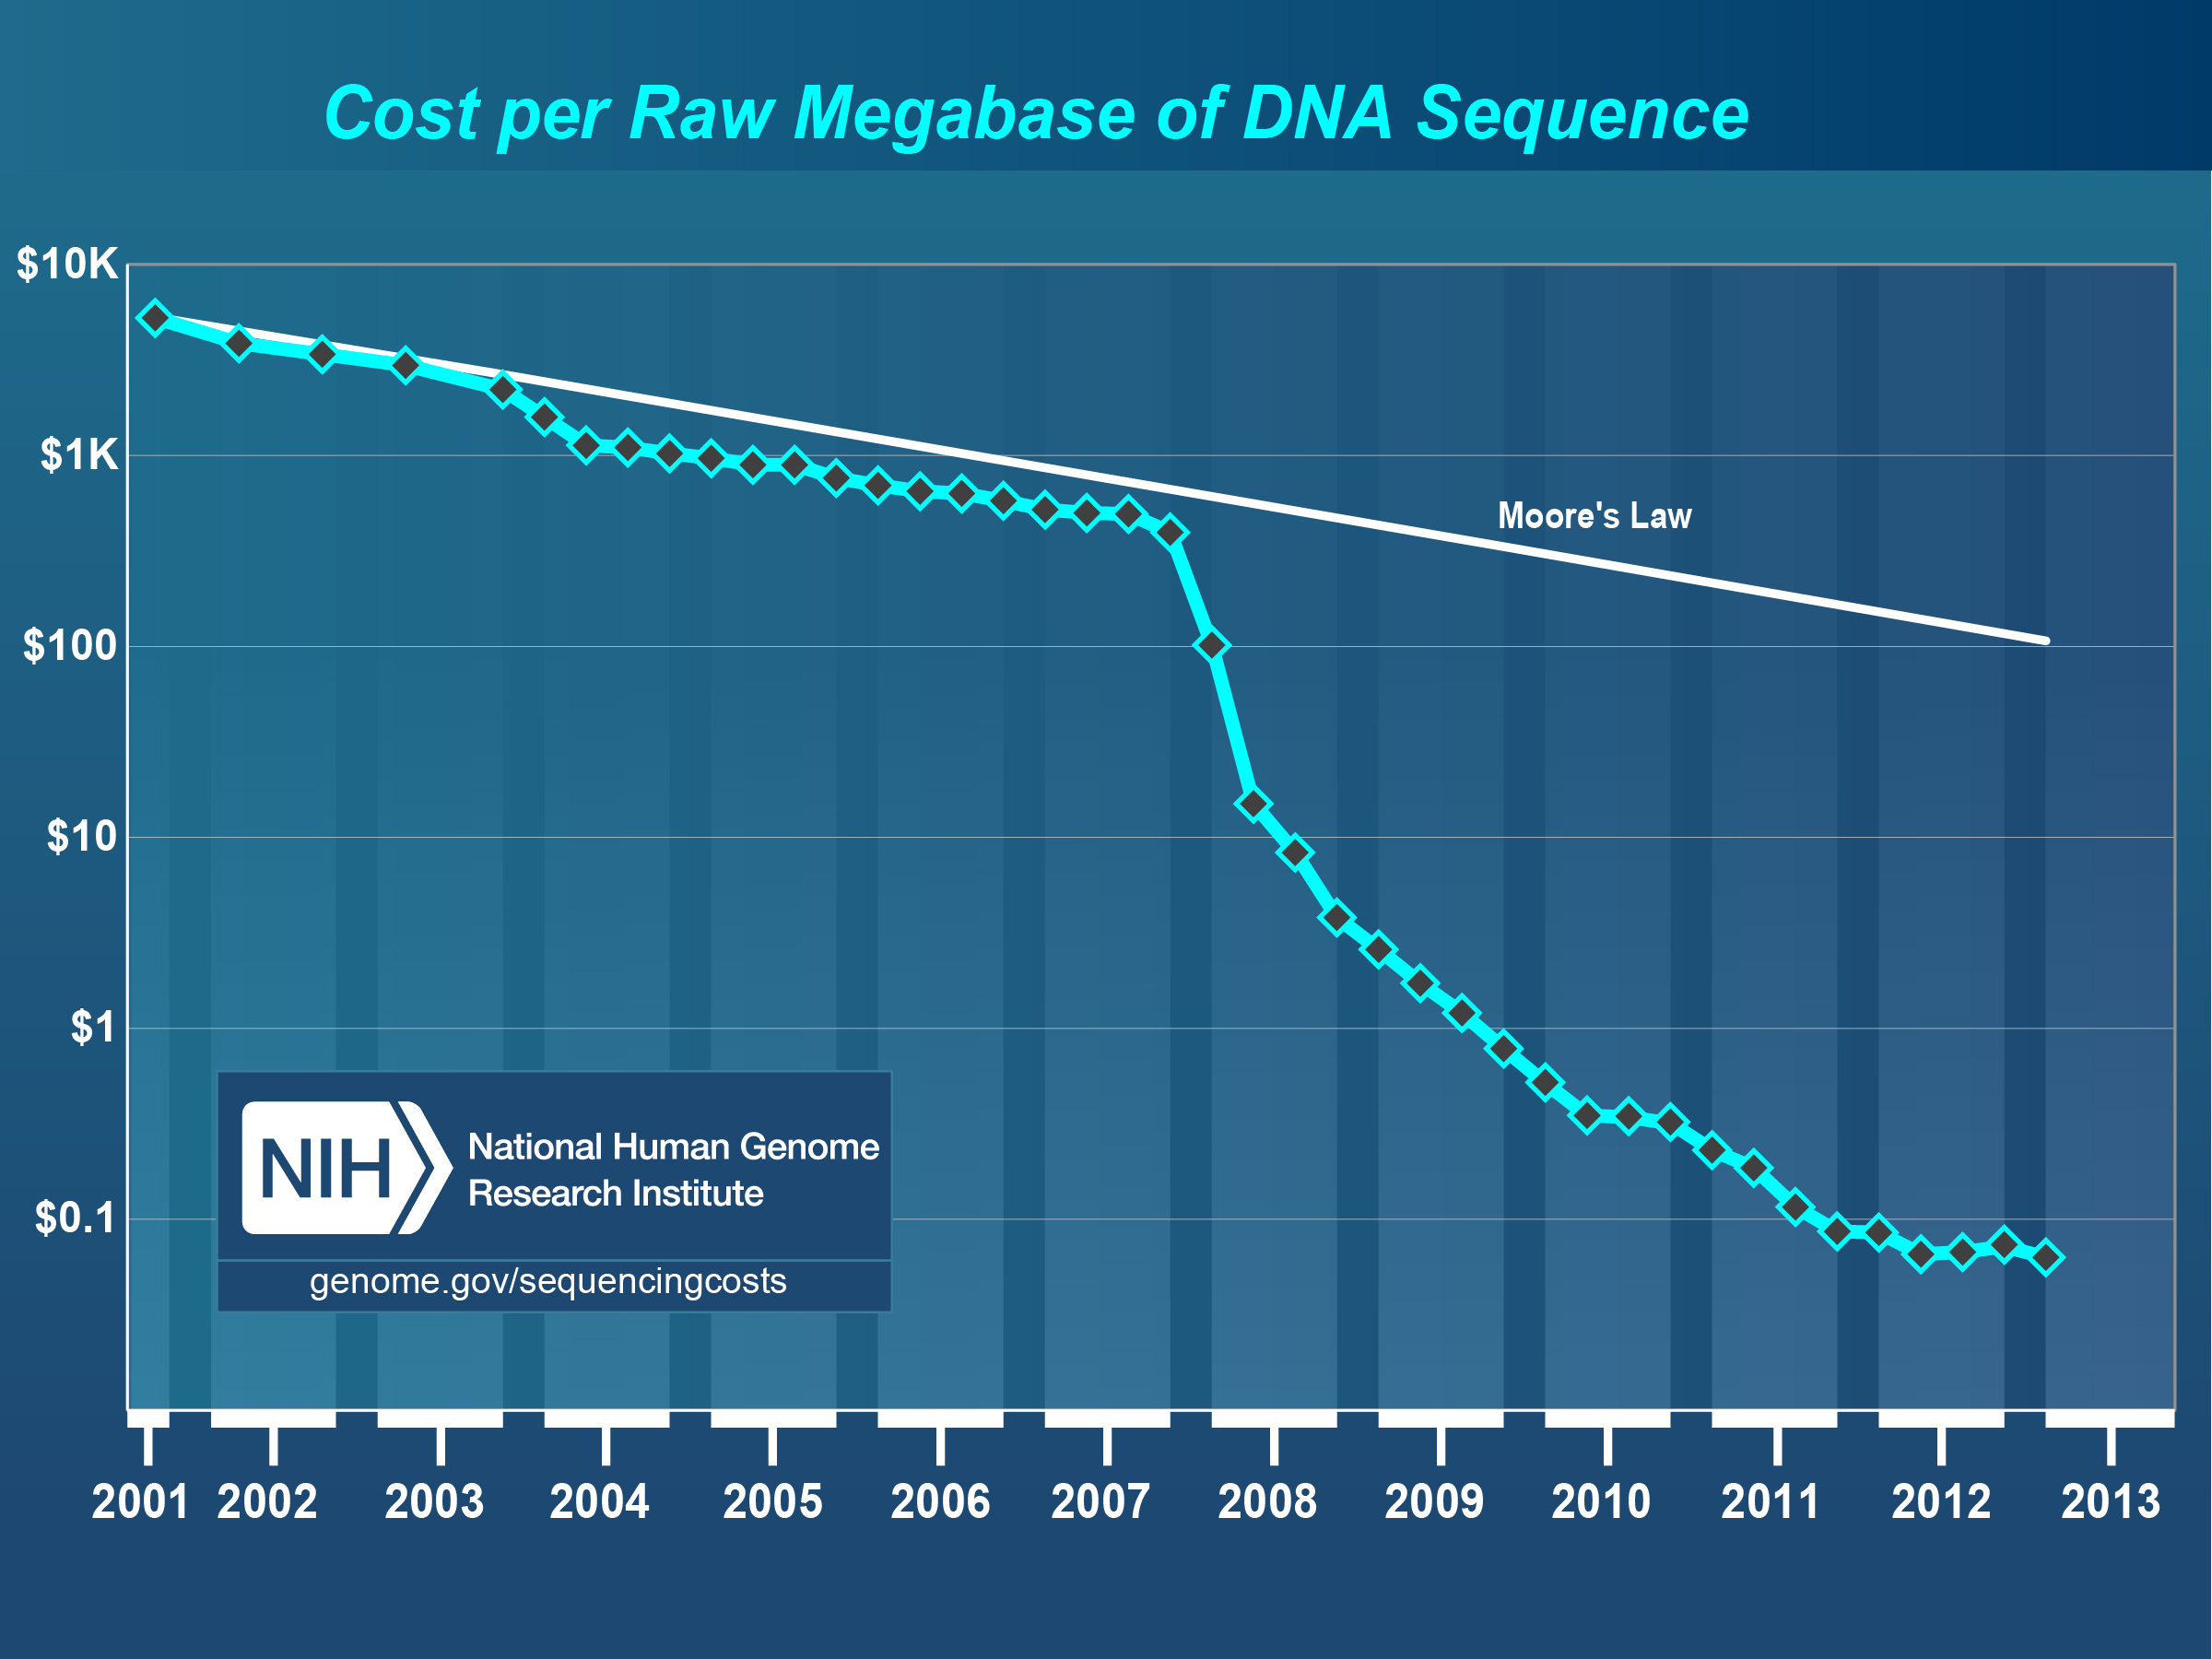 Cost per Raw Megabase of DNA Sequence
$10K
$1K
$100
$10
$1
$0.1
Moore's Law
NIH
National Human Genome
Research Institute
genome.gov/sequencingcosts
2001 2002 2003 2004 2005 2006 2007 2008 2009 2010 2011 2012 2013